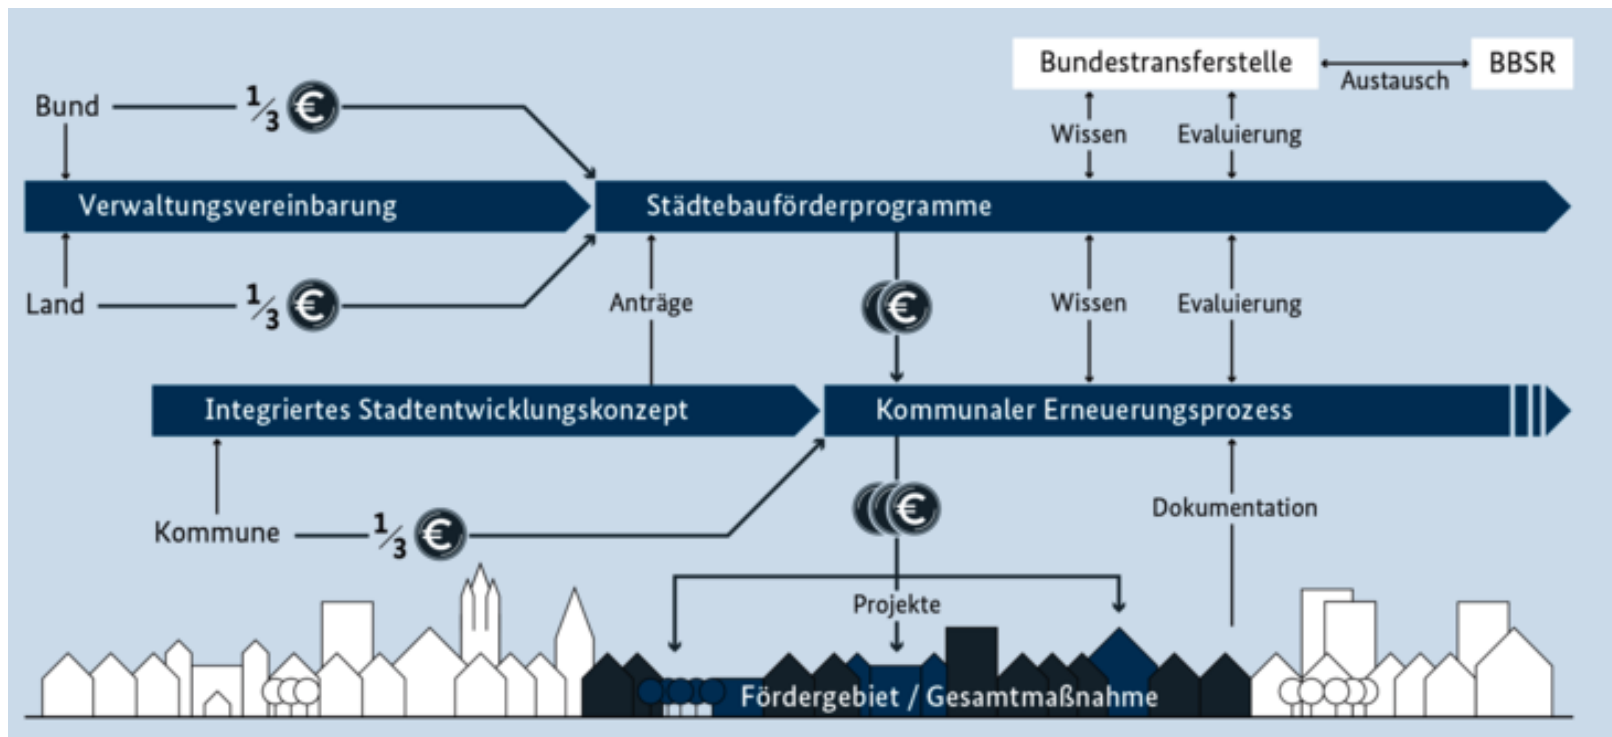 Bundestransferstelle
Austausch
BBSR
Bund
1/3 €
Wissen
Evaluierung
Verwaltungsvereinbarung
Städtebauförderprogramme
Land
1/3 €
Anträge
€
Wissen
Evaluierung
Integriertes Stadtentwicklungskonzept
Kommunaler Erneuerungsprozess
Kommune
1/3 €
€
Dokumentation
Projekte
Fördergebiet / Gesamtmaßnahme